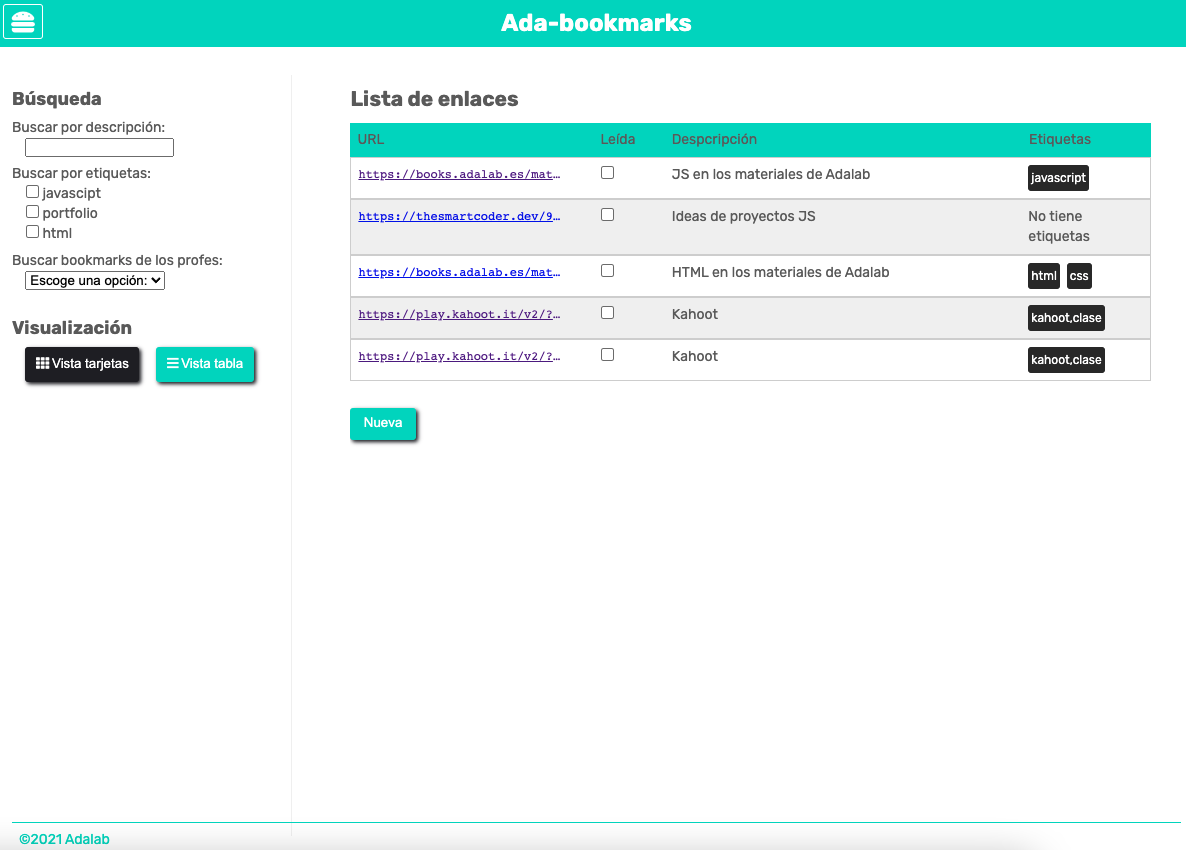 Ada-bookmarks
Búsqueda
Buscar por descripción:
Buscar por etiquetas:
javascipt
portfolio
html
Buscar bookmarks de los profes:
Escoge una opción:
Visualización
Vista tarjetas Vista tabla
Lista de enlaces
URL Leída Despcripción Etiquetas
https://books.adalab.es/mat… JS en los materiales de Adalab javascript
https://thesmartcoder.dev/9… Ideas de proyectos JS No tiene
etiquetas
https://books.adalab.es/mat… HTML en los materiales de Adalab html css
https://play.kahoot.it/v2/?… Kahoot kahoot,clase
https://play.kahoot.it/v2/?… Kahoot kahoot,clase
Nueva
©2021 Adalab